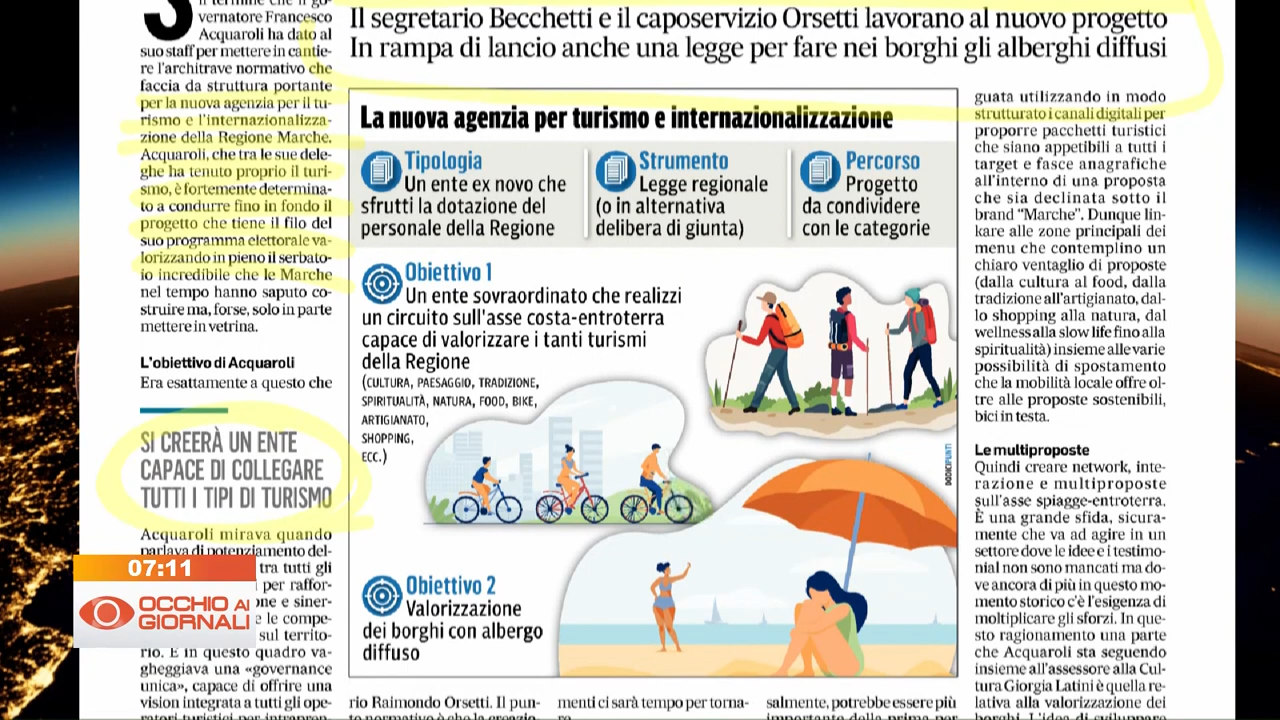 Il segretario Becchetti e il caposervizio Orsetti lavorano al nuovo progetto
In rampa di lancio anche una legge per fare nei borghi gli alberghi diffusi
vernatore Francesco
Acquaroli ha dato al
suo staff per mettere in cantie-
re l'architrave normativo che
faccia da struttura portante
per la nuova agenzia per il tu-
rismo e l'internazionalizza-
zione della Regione Marche.
Acquaroli, che tra le sue dele-
ghe ha tenuto proprio il turi-
smo, è fortemente determina-
to a condurre fino in fondo il
progetto che tiene il filo del
suo programma elettorale va-
lorizzando in pieno il serbato-
io incredibile che le Marche
nel tempo hanno saputo co-
struire ma, forse, solo in parte
mettere in vetrina.
L'obiettivo di Acquaroli
Era esattamente a questo che
SI CREERÀ UN ENTE
CAPACE DI COLLEGARE
TUTTI I TIPI DI TURISMO
Acquaroli mirava quando
parlava di potenziamento del-
tra tutti gli
per raffor-
one e siner-
e le compe-
sul territo-
rio. E in questo quadro va-
gheggiava una «governance
unica», capace di offrire una
vision integrata a tutti gli ope-
ratori turistici per intrapren-
La nuova agenzia per turismo e internazionalizzazione
Tipologia
Un ente ex novo che
sfrutti la dotazione del
personale della Regione
Strumento
Legge regionale
(o in alternativa
delibera di giunta)
Percorso
Progetto
da condividere
con le categorie
Obiettivo 1
Un ente sovraordinato che realizzi
un circuito sull'asse costa-entroterra
capace di valorizzare i tanti turismi
della Regione
(CULTURA, PAESAGGIO, TRADIZIONE,
SPIRITUALITÀ, NATURA, FOOD, BIKE,
ARTIGIANATO,
SHOPPING,
ECC.)
Obiettivo 2
Valorizzazione
dei borghi con albergo
diffuso
DODICIPUNTI
rio Raimondo Orsetti. Il pun-
to normativo è che la creazio-
menti ci sarà tempo per torna-
re.
salmente, potrebbe essere più
importante della prima per
guata utilizzando in modo
strutturato i canali digitali per
proporre pacchetti turistici
che siano appetibili a tutti i
target e fasce anagrafiche
all'interno di una proposta
che sia declinata sotto il
brand "Marche". Dunque lin-
kare alle zone principali dei
menu che contemplino un
chiaro ventaglio di proposte
(dalla cultura al food, dalla
tradizione all'artigianato, dal-
lo shopping alla natura, dal
wellness alla slow life fino alla
spiritualità) insieme alle varie
possibilità di spostamento
che la mobilità locale offre ol-
tre alle proposte sostenibili,
bici in testa.
Le multiproposte
Quindi creare network, inte-
razione e multiproposte
sull'asse spiagge-entroterra.
È una grande sfida, sicura-
mente che va ad agire in un
settore dove le idee e i testimo-
nial non sono mancati ma do-
ve ancora di più in questo mo-
mento storico c'è l'esigenza di
moltiplicare gli sforzi. In que-
sto ragionamento una parte
che Acquaroli sta seguendo
insieme all'assessore alla Cul-
tura Giorgia Latini è quella re-
lativa alla valorizzazione dei
borghi. L'idea di sviluppare
07:11
OCCHIO AI
GIORNALI